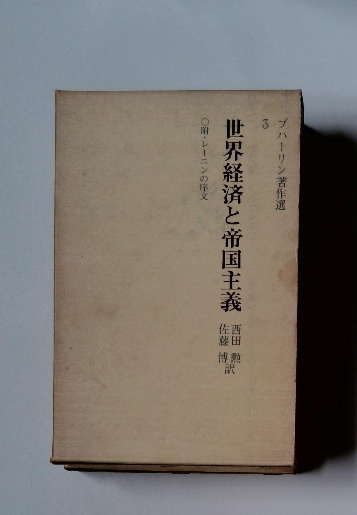 ブハーリン著作選
3
世界経済と帝国主義
西田 勲
佐藤 博 訳
○附・レーニンの序文